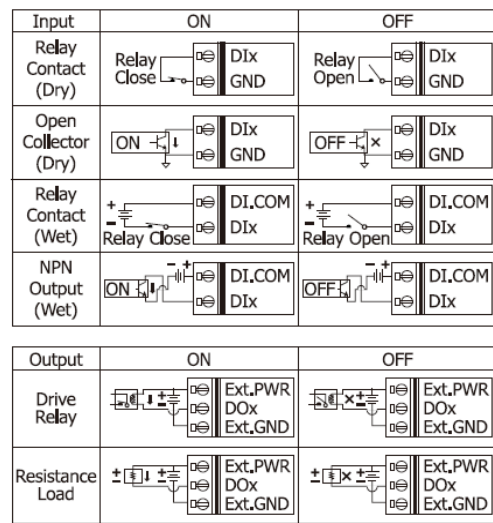 Input ON OFF
Relay Contact (Dry)
Relay Close DIx GND
Relay Open DIx GND
Open Collector (Dry)
ON DIx GND
OFF DIx GND
Relay Contact (Wet)
+ − Relay Close DI.COM DIx
+ − Relay Open DI.COM DIx
NPN Output (Wet)
ON − + DI.COM DIx
OFF − + DI.COM DIx
Output ON OFF
Drive Relay
+ − Ext.PWR DOx Ext.GND
× + − Ext.PWR DOx Ext.GND
Resistance Load
± ± Ext.PWR DOx Ext.GND
± × ± Ext.PWR DOx Ext.GND